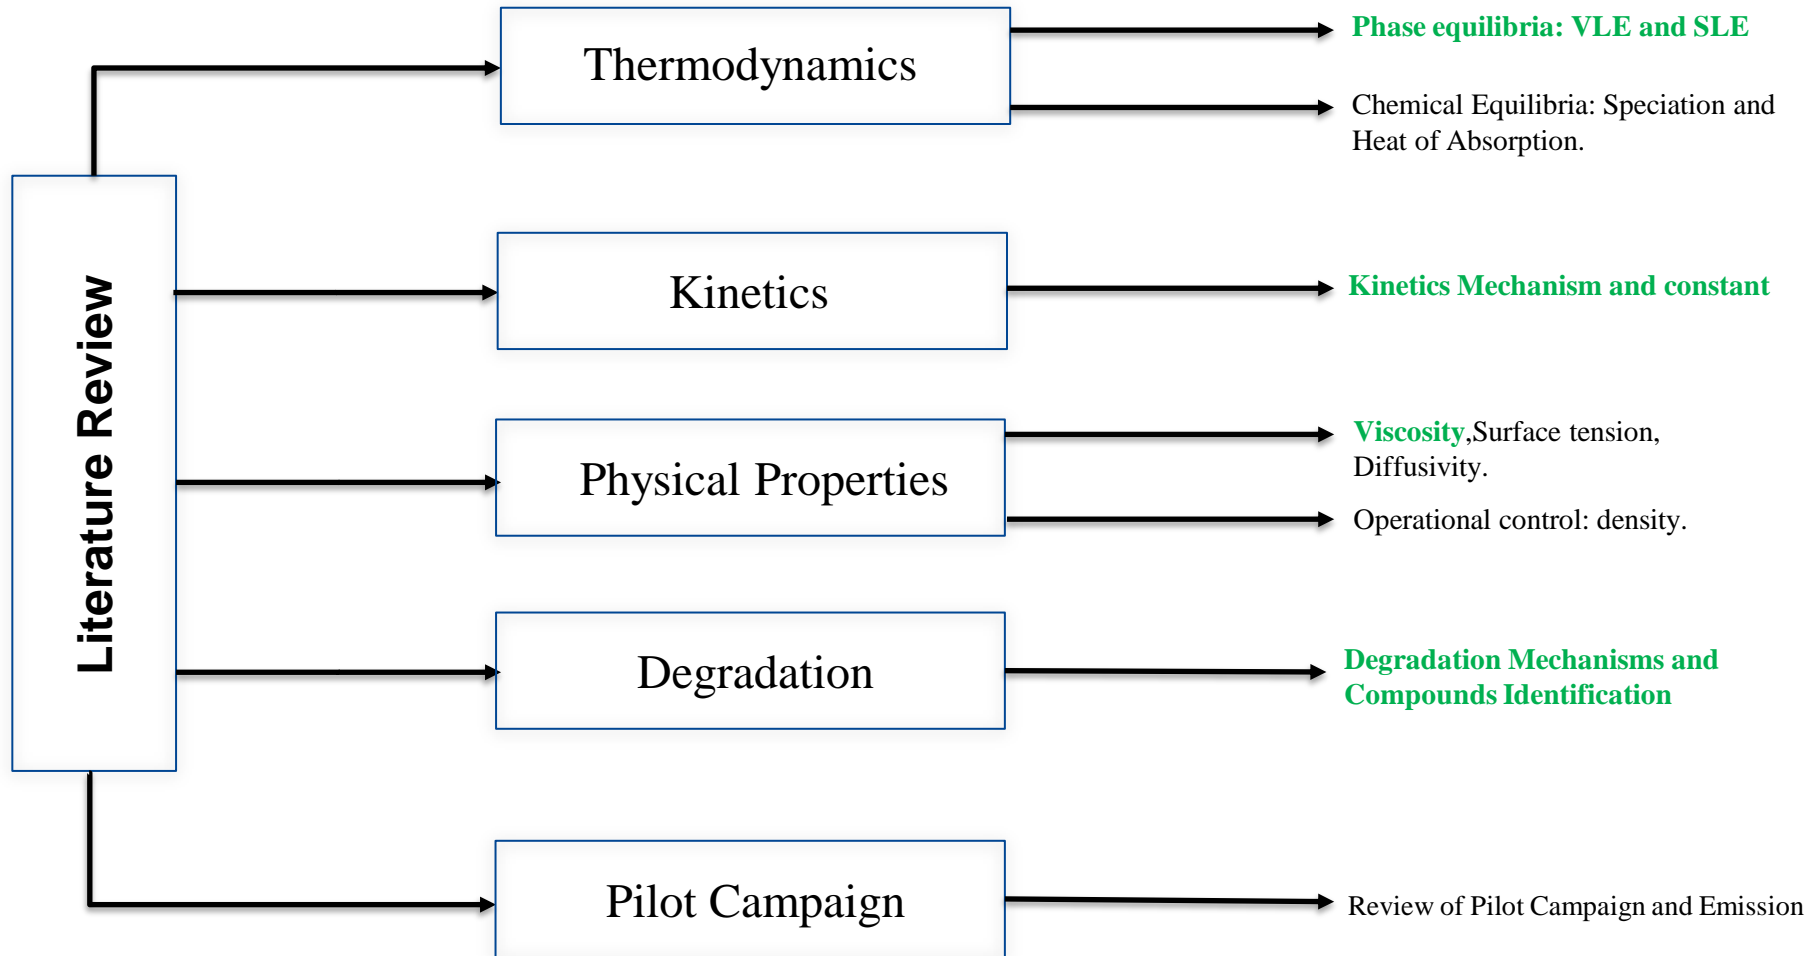 Literature Review
Thermodynamics
Phase equilibria: VLE and SLE
Chemical Equilibria: Speciation and
Heat of Absorption.
Kinetics
Kinetics Mechanism and constant
Physical Properties
Viscosity,Surface tension,
Diffusivity.
Operational control: density.
Degradation
Degradation Mechanisms and
Compounds Identification
Pilot Campaign
Review of Pilot Campaign and Emission